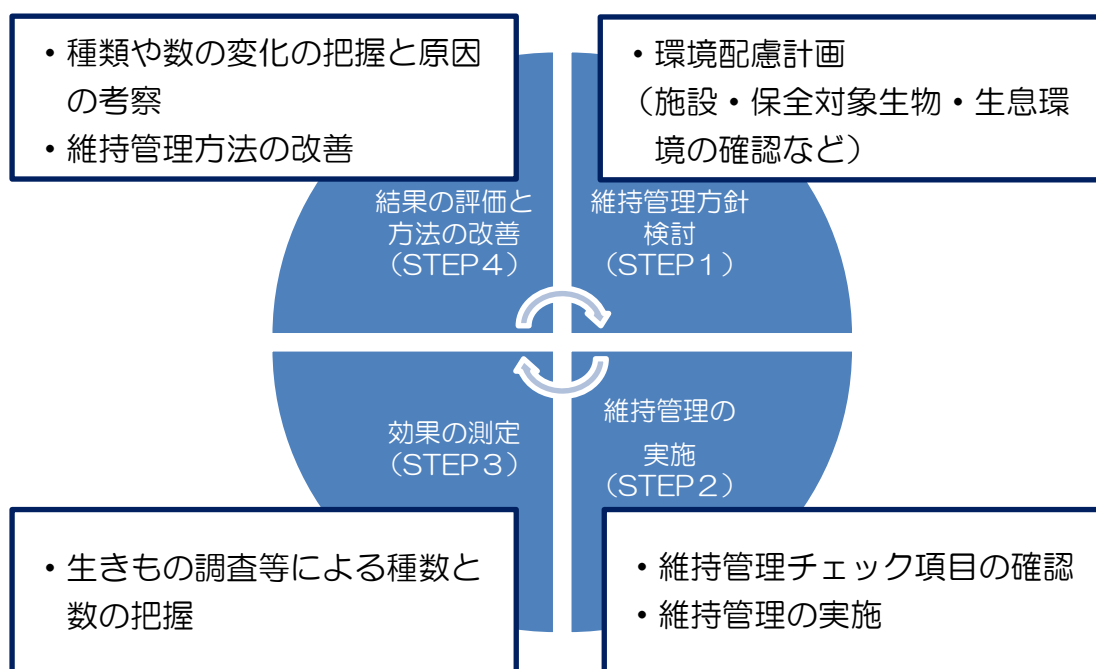 ・種類や数の変化の把握と原因
の考察
・維持管理方法の改善
・環境配慮計画
（施設・保全対象生物・生息環
境の確認など）
結果の評価と
方法の改善
（STEP４）
維持管理方針
検討
（STEP１）
効果の測定
（STEP３）
維持管理の
実施
（STEP２）
・生きもの調査等による種数と
数の把握
・維持管理チェック項目の確認
・維持管理の実施